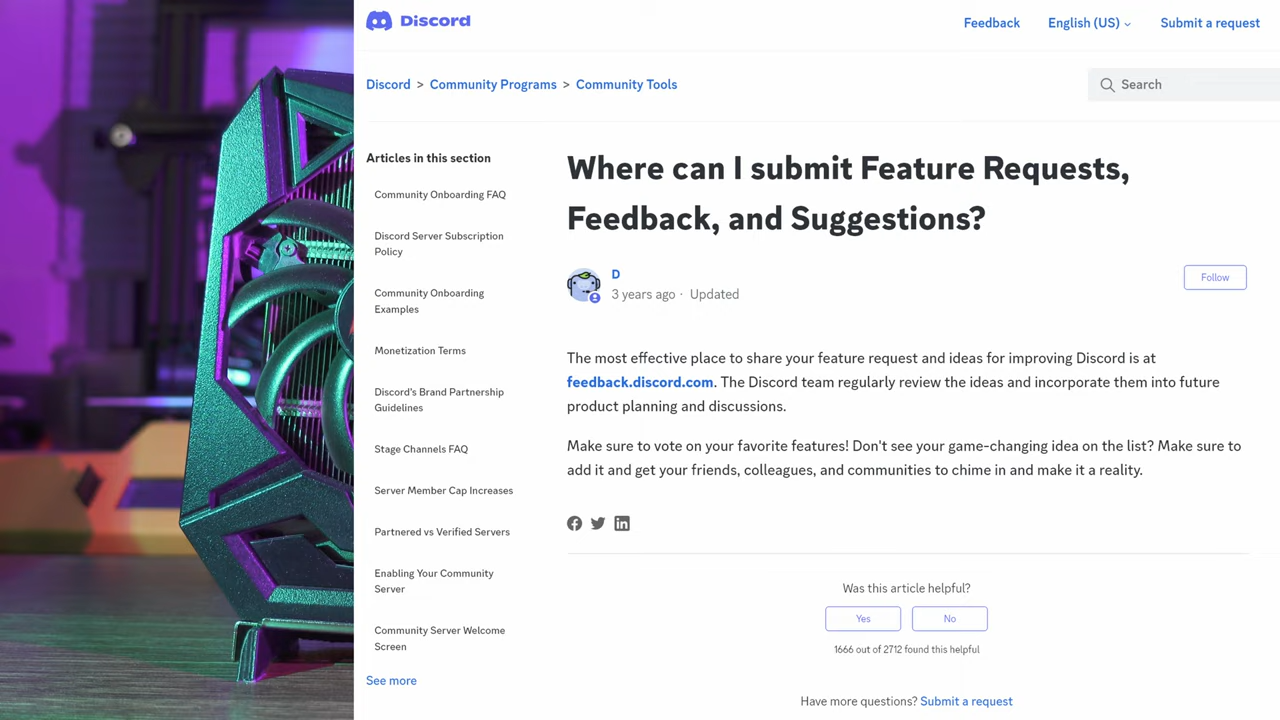 Discord
Feedback
English (US)
Submit a request
Discord > Community Programs > Community Tools
Search
Articles in this section
Community Onboarding FAQ
Discord Server Subscription
Policy
Community Onboarding
Examples
Monetization Terms
Discord's Brand Partnership
Guidelines
Stage Channels FAQ
Server Member Cap Increases
Partnered vs Verified Servers
Enabling Your Community
Server
Community Server Welcome
Screen
See more
Where can I submit Feature Requests,
Feedback, and Suggestions?
D
3 years ago · Updated
Follow
The most effective place to share your feature request and ideas for improving Discord is at
feedback.discord.com. The Discord team regularly review the ideas and incorporate them into future
product planning and discussions.
Make sure to vote on your favorite features! Don't see your game-changing idea on the list? Make sure to
add it and get your friends, colleagues, and communities to chime in and make it a reality.
Was this article helpful?
Yes
No
1666 out of 2712 found this helpful
Have more questions? Submit a request